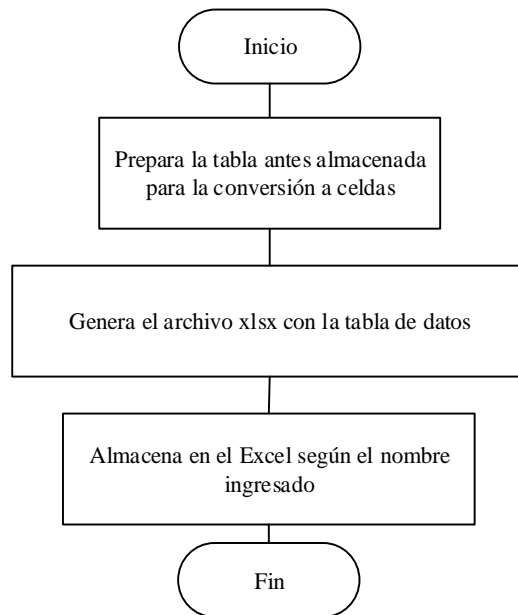 Inicio
Prepara la tabla antes almacenada
para la conversión a celdas
Genera el archivo xlsx con la tabla de datos
Almacena en el Excel según el nombre
ingresado
Fin